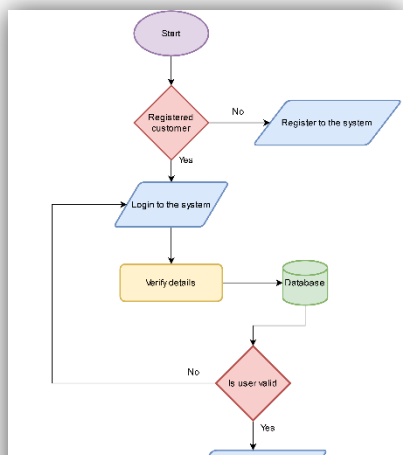 Start
Registered
customer
No
Register to the system
Yes
Login to the system
Verify details
Database
No
Is user valid
Yes